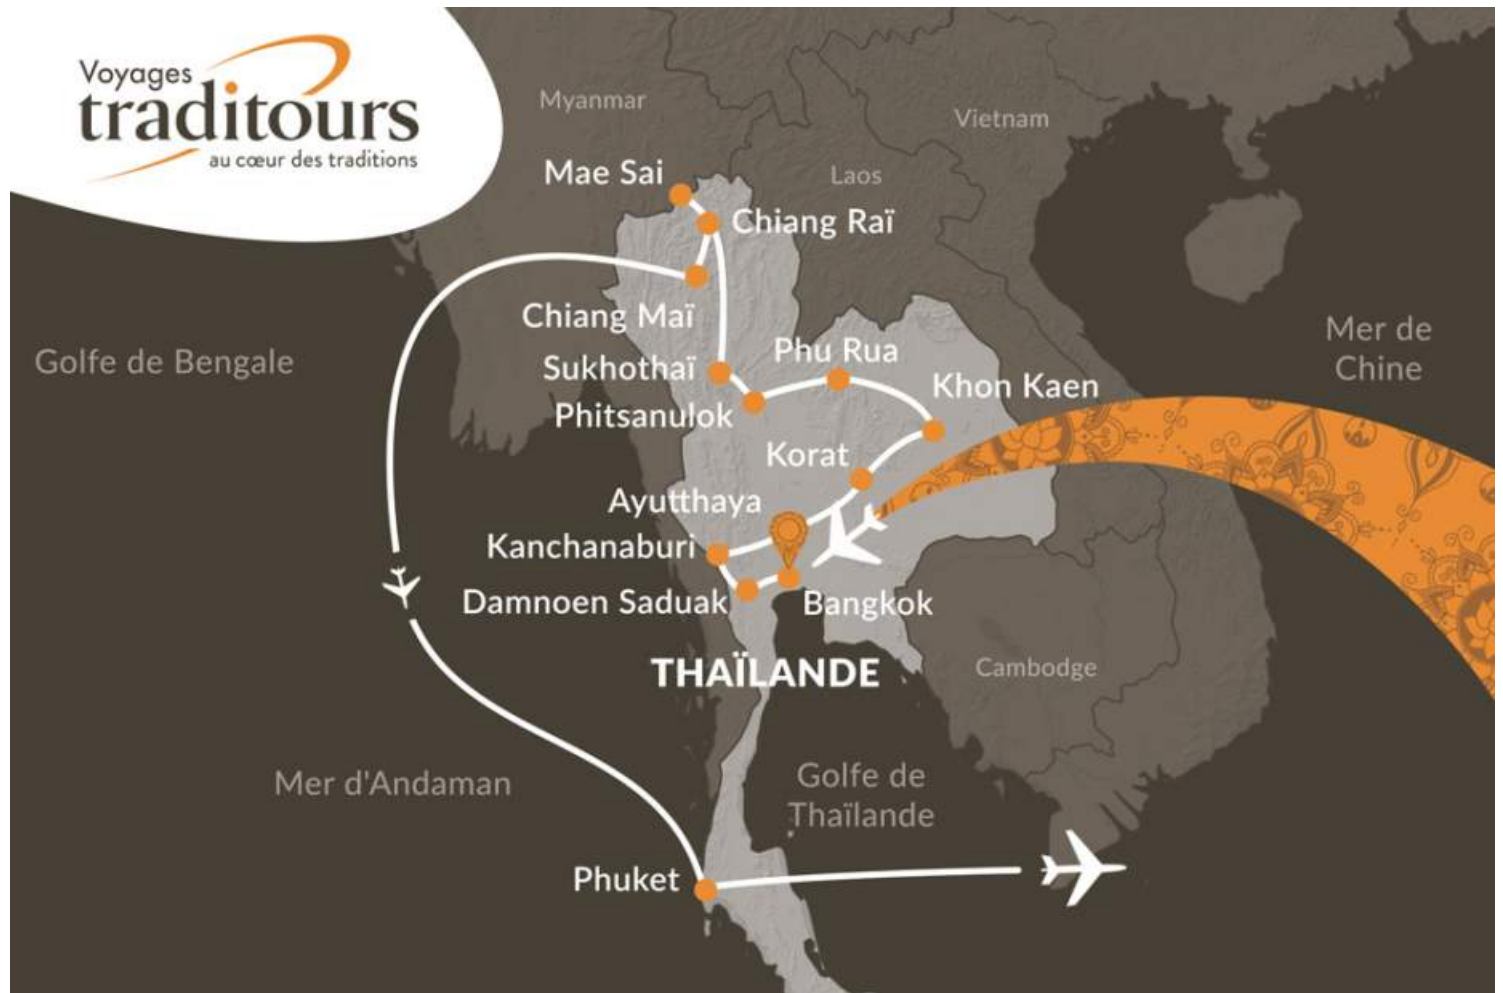 Voyages
traditours
au cœur des traditions
Myanmar
Vietnam
Mae Sai
Laos
Chiang Raï
Chiang Maï
Golfe de Bengale
Mer de
Chine
Phu Rua
Sukhothaï
Khon Kaen
Phitsanulok
Korat
Ayutthaya
Kanchanaburi
Damnoen Saduak
Bangkok
THAÏLANDE
Cambodge
Mer d'Andaman
Golfe de
Thaïlande
Phuket